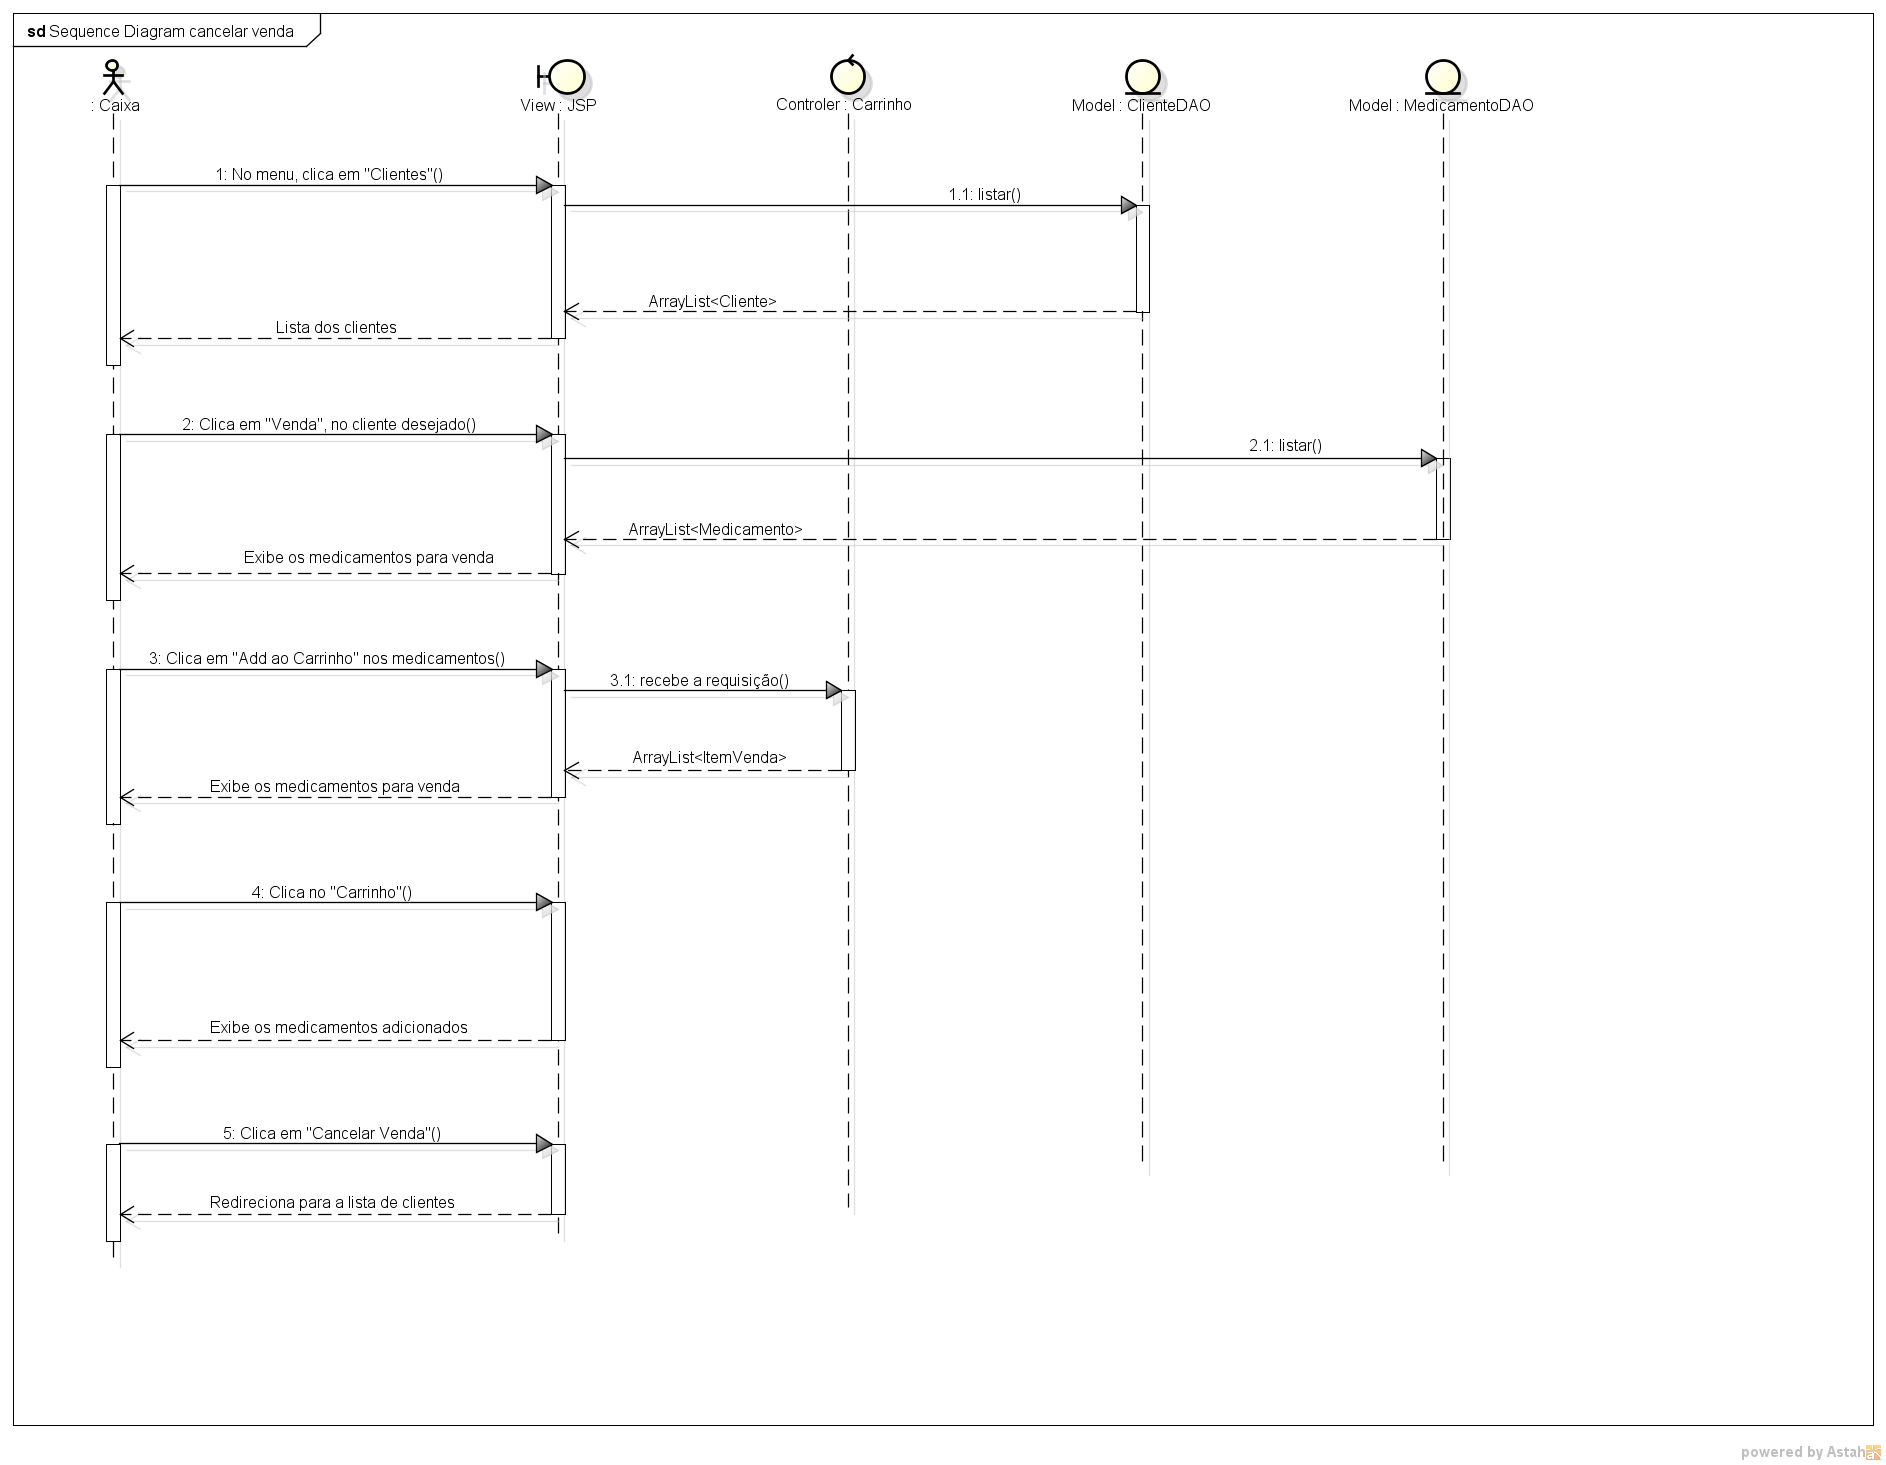 sd Sequence Diagram cancelar venda
: Caixa
View : JSP
Controler : Carrinho
Model : ClienteDAO
Model : MedicamentoDAO
1: No menu, clica em "Clientes"()
1.1: listar()
ArrayList<Cliente>
Lista dos clientes
2: Clica em "Venda", no cliente desejado()
2.1: listar()
ArrayList<Medicamento>
Exibe os medicamentos para venda
3: Clica em "Add ao Carrinho" nos medicamentos()
3.1: recebe a requisição()
ArrayList<ItemVenda>
Exibe os medicamentos para venda
4: Clica no "Carrinho"()
Exibe os medicamentos adicionados
5: Clica em "Cancelar Venda"()
Redireciona para a lista de clientes
powered by Astah